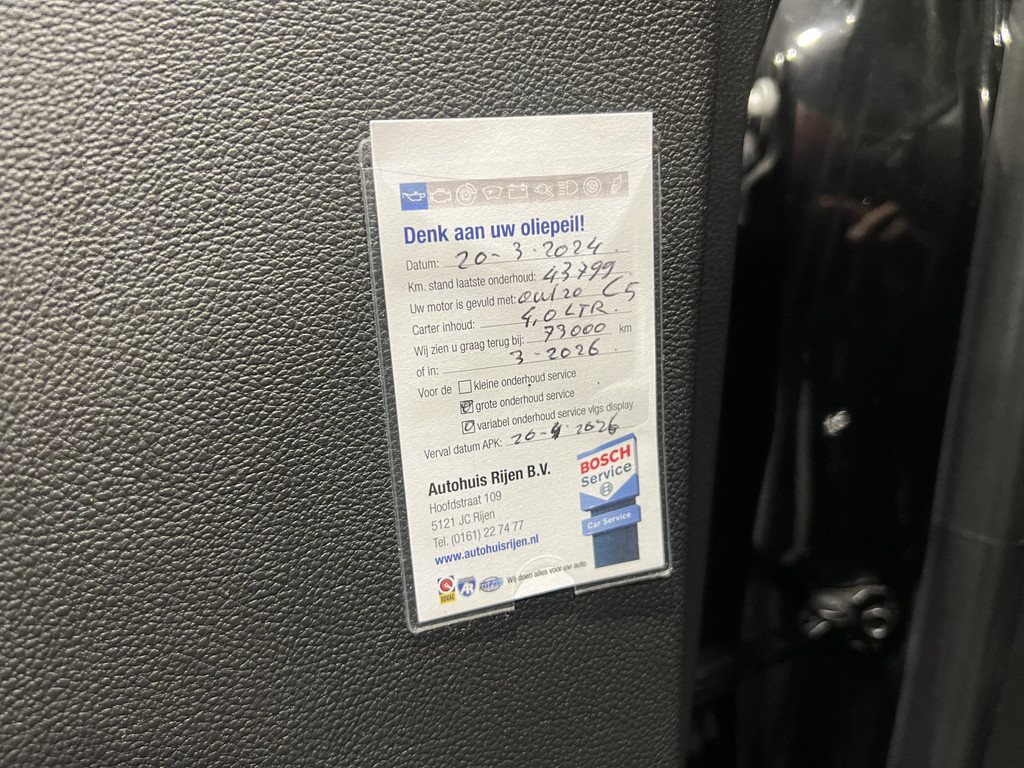 Denk aan uw oliepeil!
Datum: 20-3-2024
Km. stand laatste onderhoud: 43799
Uw motor is gevuld met: 0W/20 C5
Carter inhoud: 4,0 LTR.
Wij zien u graag terug bij: 73000 km
of in: 3-2026
Voor de kleine onderhoud service
grote onderhoud service
variabel onderhoud service vlgs display
Verval datum APK: 20-4 2026
Autohuis Rijen B.V.
Hoofdstraat 109
5121 JC Rijen
Tel. (0161) 22 74 77
www.autohuisrijen.nl
BOSCH
Service
Car Service
BOVAG
Wij doen alles voor uw auto